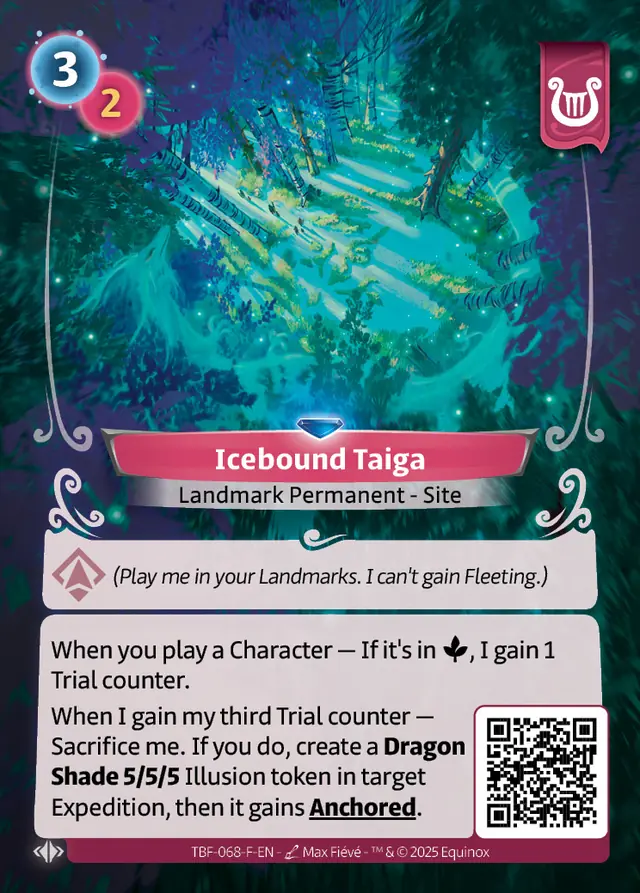 3
2
Icebound Taiga
Landmark Permanent - Site
(Play me in your Landmarks. I can't gain Fleeting.)
When you play a Character — If it's in , I gain 1
Trial counter.
When I gain my third Trial counter —
Sacrifice me. If you do, create a Dragon
Shade 5/5/5 Illusion token in target
Expedition, then it gains Anchored.
TBF-068-F-EN - Max Fiévé - ™ & © 2025 Equinox